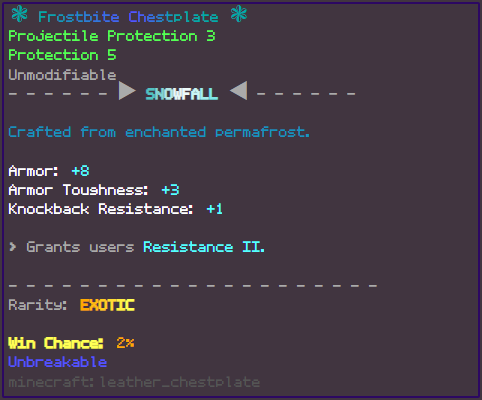 ❃ Frostbite Chestplate ❃
Projectile Protection 3
Protection 5
Unmodifiable
- - - - - - ▶ SNOWFALL ◀ - - - - - -
Crafted from enchanted permafrost.
Armor: +8
Armor Toushness: +3
Knockback Resistance: +1
> Grants users Resistance II.
- - - - - - - - - - - - - - - - - - - - -
Rarity: EXOTIC
Win Chance: 2%
Unbreakable
minecraft:leather_chestplate